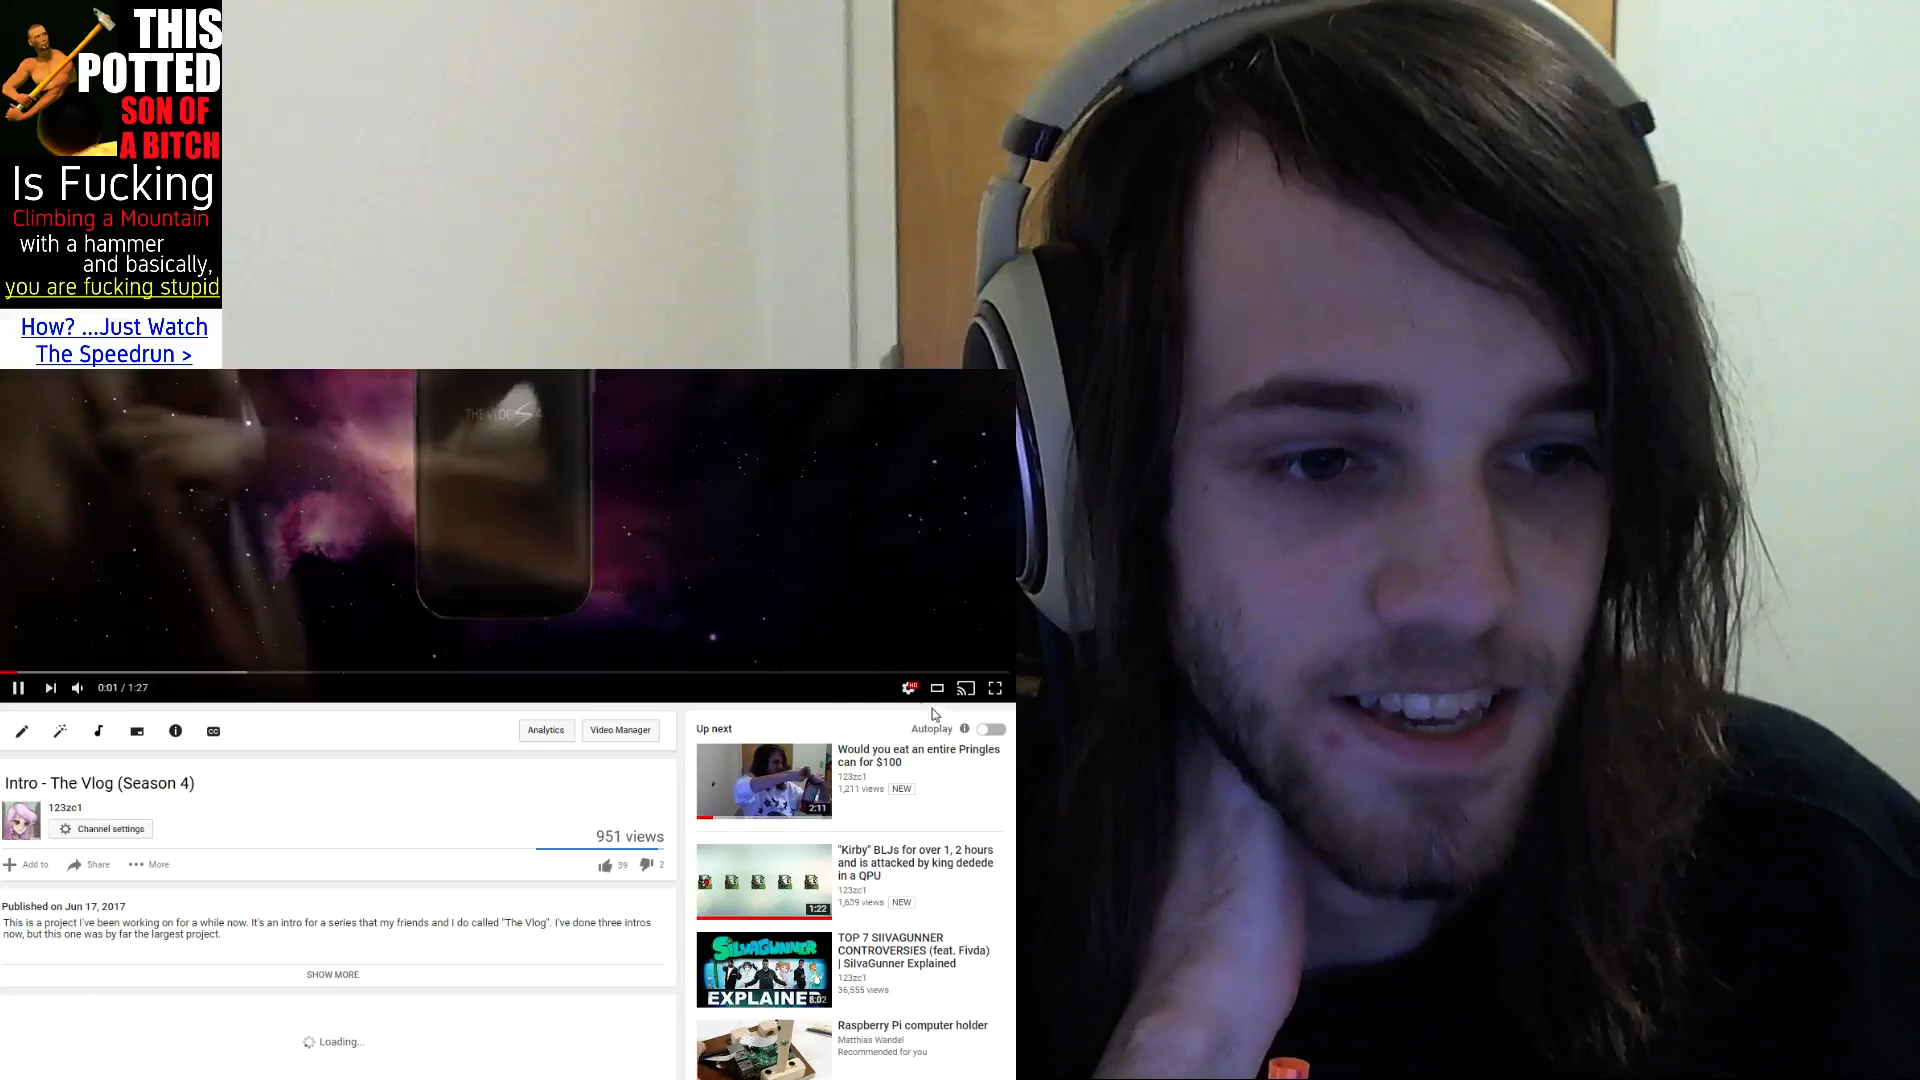 THIS
POTTED
SON OF
A BITCH
Is Fucking
Climbing a Mountain
with a hammer
and basically,
you are fucking stupid
How? ...Just Watch
The Speedrun >
THE VLOG S4
0:01 / 1:27
HD
Analytics
Video Manager
CC
Intro - The Vlog (Season 4)
123zc1
Channel settings
951 views
Add to
Share
More
39
2
Published on Jun 17, 2017
This is a project I've been working on for a while now. It's an intro for a series that my friends and I do called "The Vlog". I've done three intros
now, but this one was by far the largest project.
SHOW MORE
Loading...
Up next
Autoplay
Would you eat an entire Pringles
can for $100
123zc1
1,211 views NEW
2:11
"Kirby" BLJs for over 1, 2 hours
and is attacked by king dedede
in a QPU
123zc1
1,639 views NEW
1:22
SILVAGUNNER
EXPLAINED
8:02
TOP 7 SIIVAGUNNER
CONTROVERSIES (feat. Fivda)
| SilvaGunner Explained
123zc1
36,555 views
Raspberry Pi computer holder
Matthias Wandel
Recommended for you